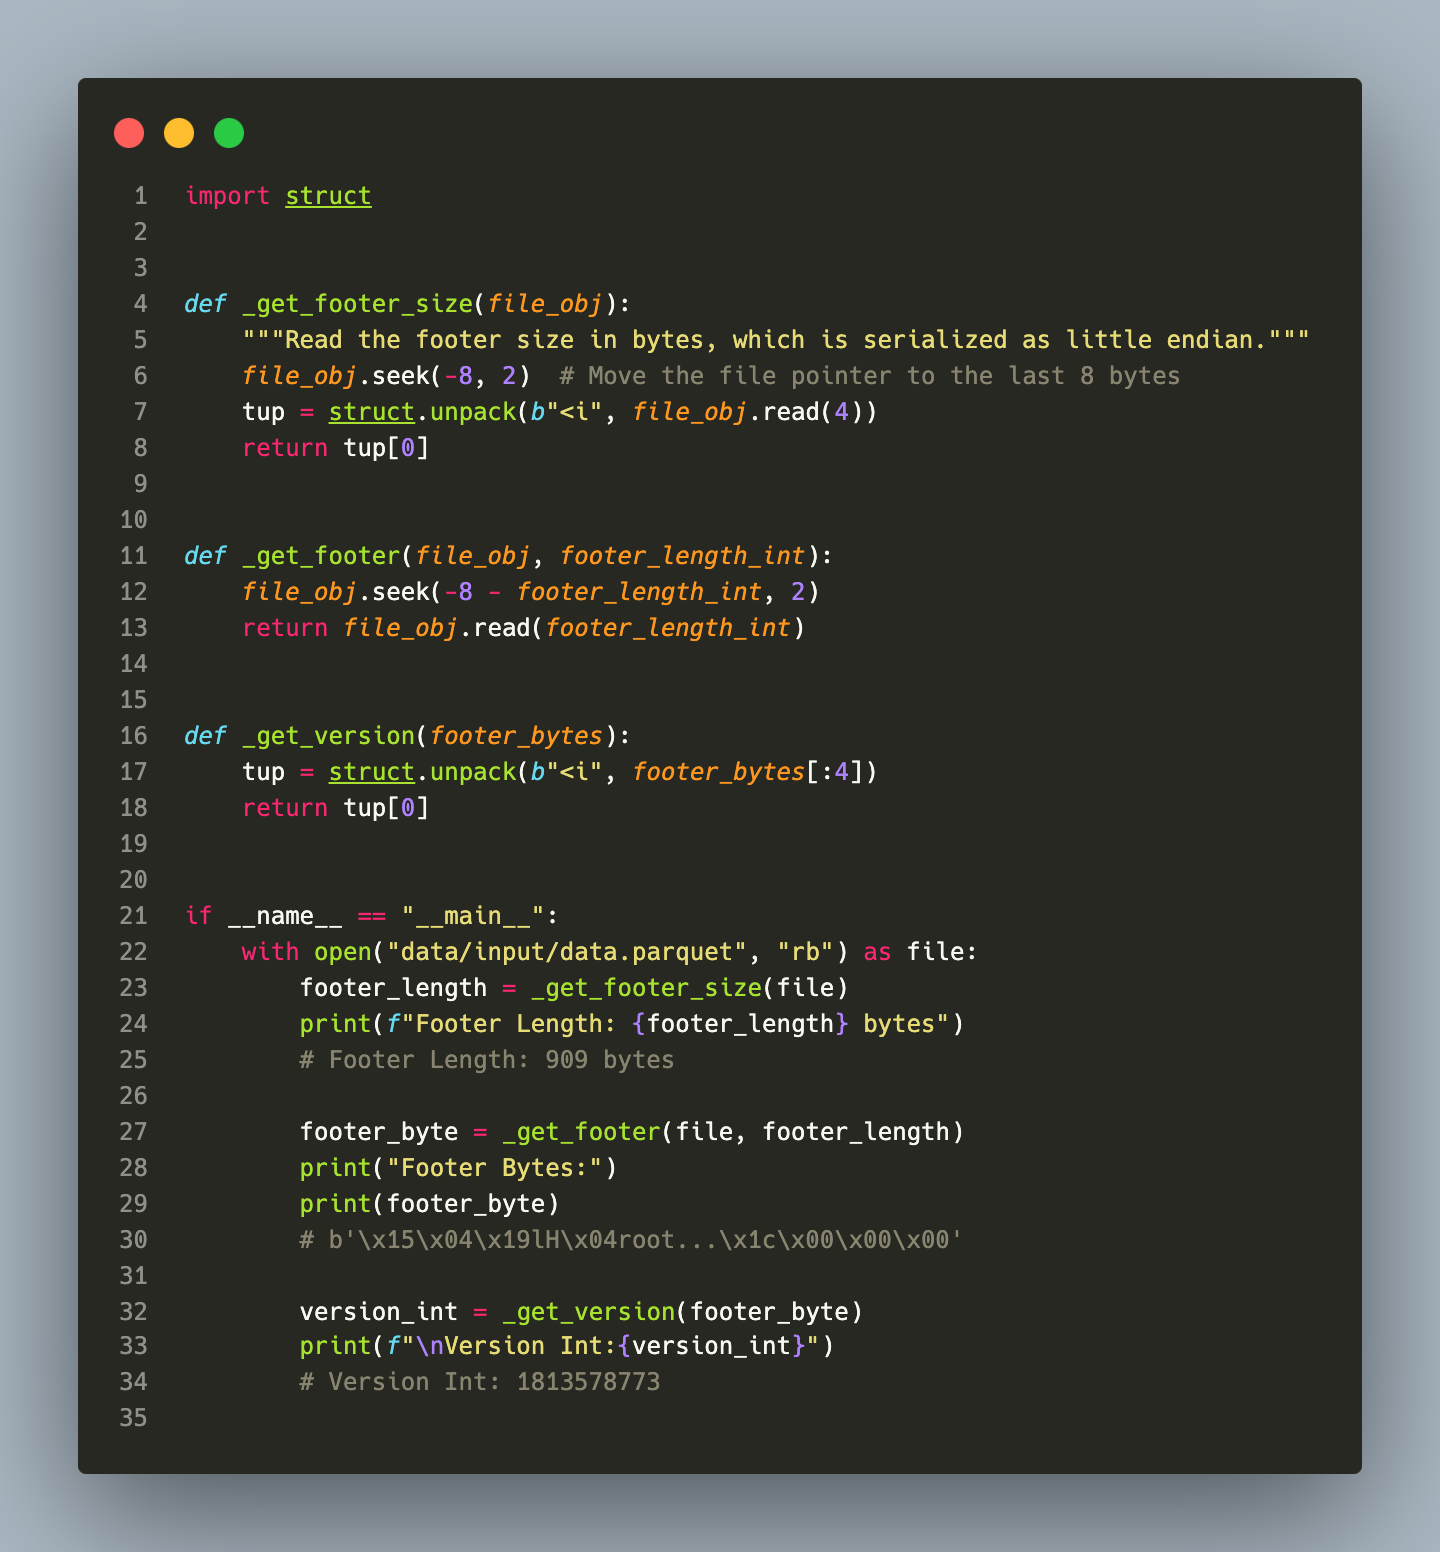 1 import struct
2
3
4 def _get_footer_size(file_obj):
5     """Read the footer size in bytes, which is serialized as little endian."""
6     file_obj.seek(-8, 2)  # Move the file pointer to the last 8 bytes
7     tup = struct.unpack(b"<i", file_obj.read(4))
8     return tup[0]
9
10
11 def _get_footer(file_obj, footer_length_int):
12     file_obj.seek(-8 - footer_length_int, 2)
13     return file_obj.read(footer_length_int)
14
15
16 def _get_version(footer_bytes):
17     tup = struct.unpack(b"<i", footer_bytes[:4])
18     return tup[0]
19
20
21 if __name__ == "__main__":
22     with open("data/input/data.parquet", "rb") as file:
23         footer_length = _get_footer_size(file)
24         print(f"Footer Length: {footer_length} bytes")
25         # Footer Length: 909 bytes
26
27         footer_byte = _get_footer(file, footer_length)
28         print("Footer Bytes:")
29         print(footer_byte)
30         # b'\x15\x04\x19lH\x04root...\x1c\x00\x00\x00'
31
32         version_int = _get_version(footer_byte)
33         print(f"\nVersion Int:{version_int}")
34         # Version Int: 1813578773
35